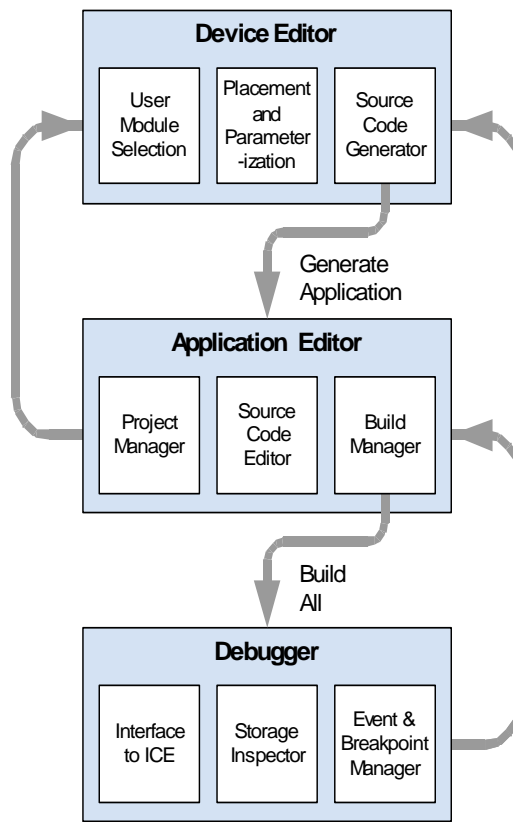 Device Editor
User
Module
Selection
Placement
and
Parameter
-ization
Source
Code
Generator
Generate
Application
Application Editor
Project
Manager
Source
Code
Editor
Build
Manager
Build
All
Debugger
Interface
to ICE
Storage
Inspector
Event &
Breakpoint
Manager